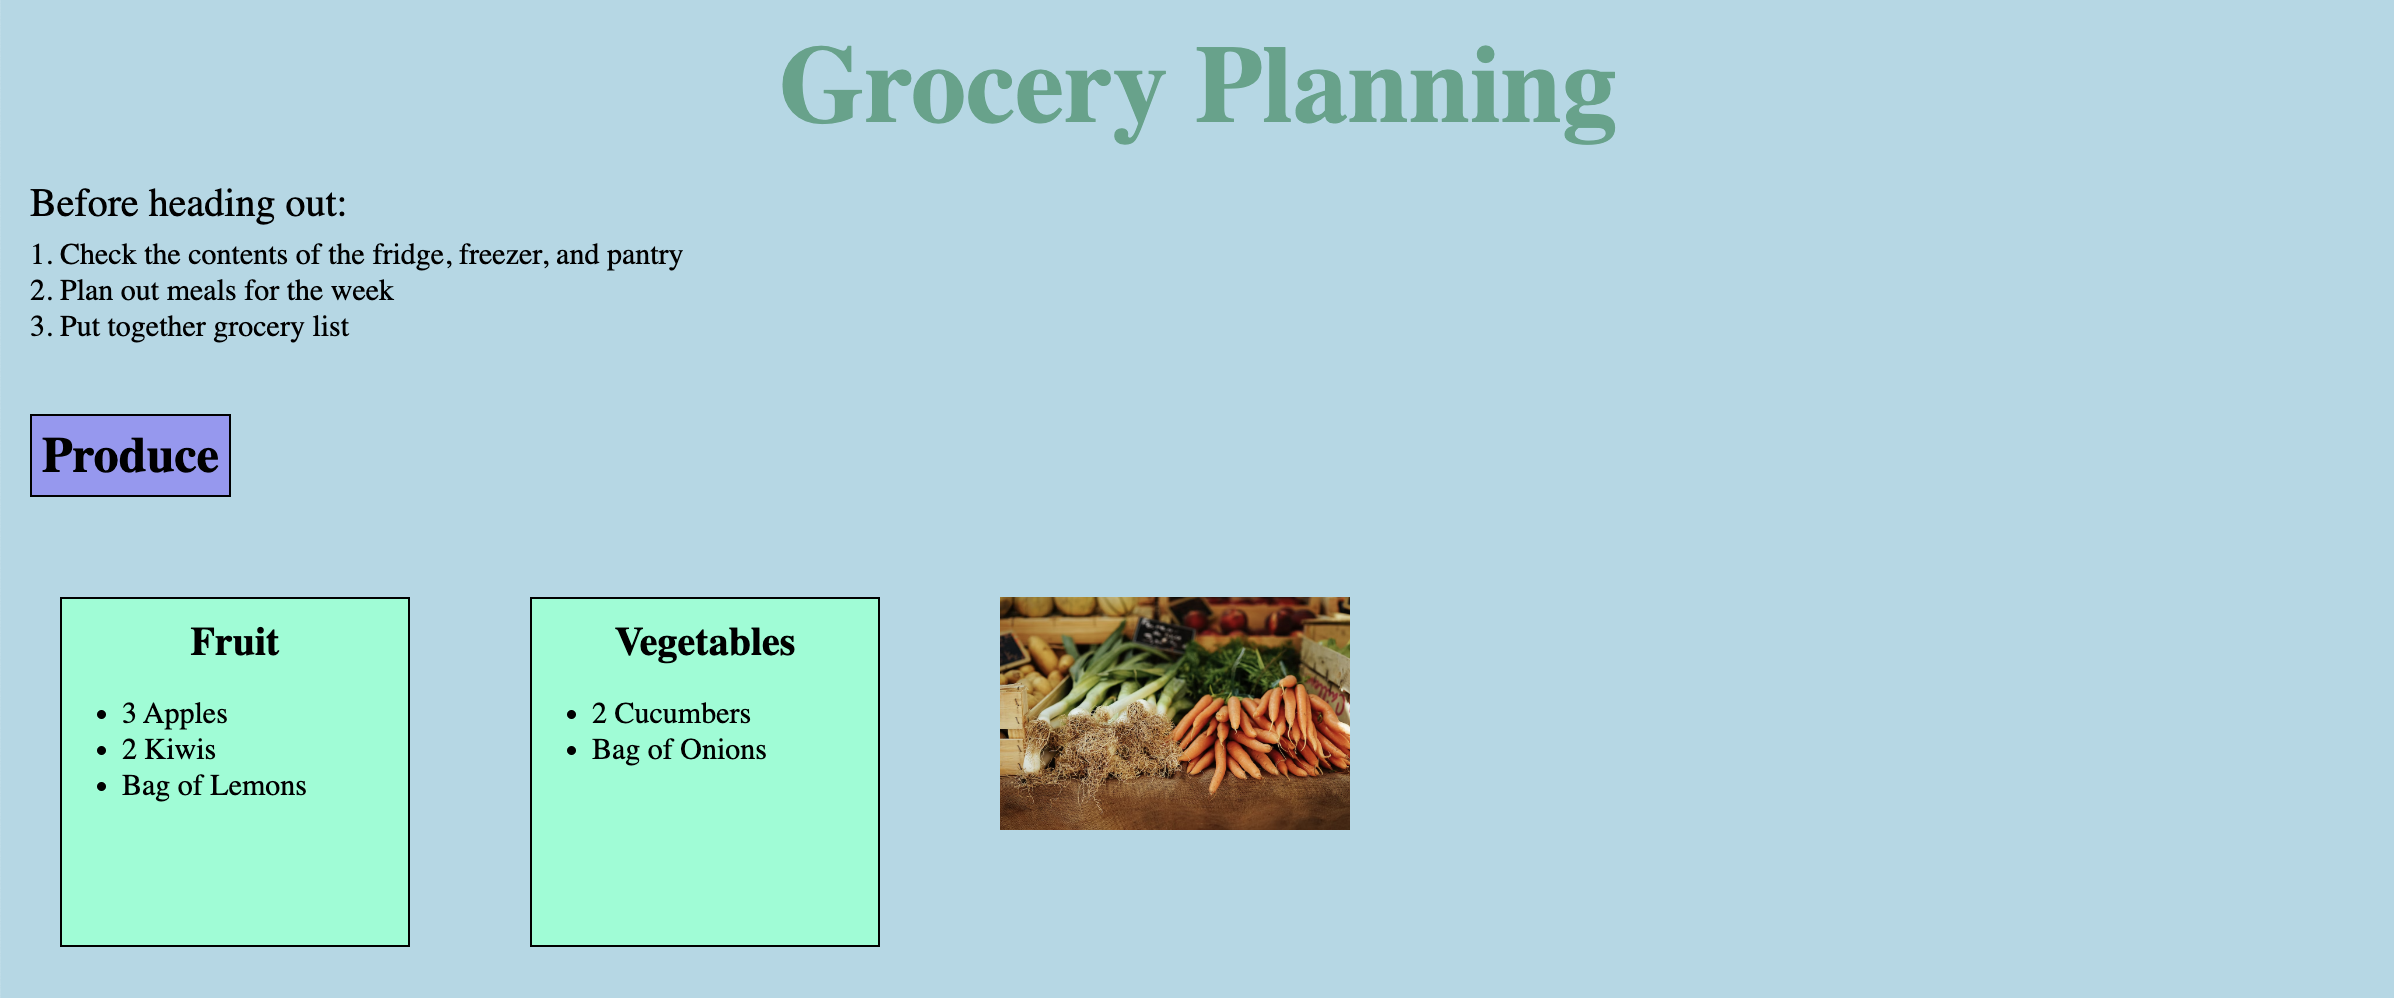 Grocery Planning
Before heading out:
1. Check the contents of the fridge, freezer, and pantry
2. Plan out meals for the week
3. Put together grocery list
Produce
Fruit
• 3 Apples
• 2 Kiwis
• Bag of Lemons
Vegetables
• 2 Cucumbers
• Bag of Onions